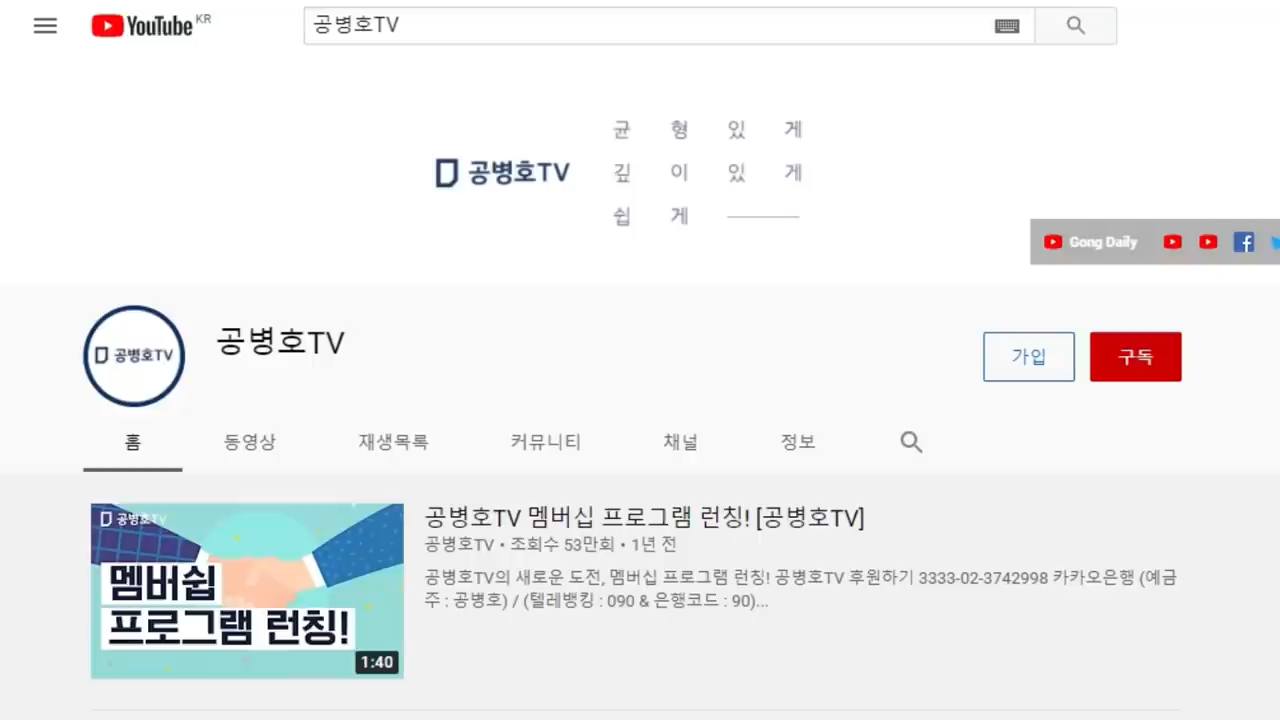 YouTube KR
공병호TV
균 형 있 게
공병호TV
깊 이 있 게
쉽 게
Gong Daily
공병호TV
공병호TV
가입
구독
홈
동영상
재생목록
커뮤니티
채널
정보
공병호TV
멤버쉽
프로그램 런칭!
1:40
공병호TV 멤버십 프로그램 런칭! [공병호TV]
공병호TV • 조회수 53만회 • 1년 전
공병호TV의 새로운 도전, 멤버십 프로그램 런칭! 공병호TV 후원하기 3333-02-3742998 카카오은행 (예금
주 : 공병호) / (텔레뱅킹 : 090 & 은행코드 : 90)...